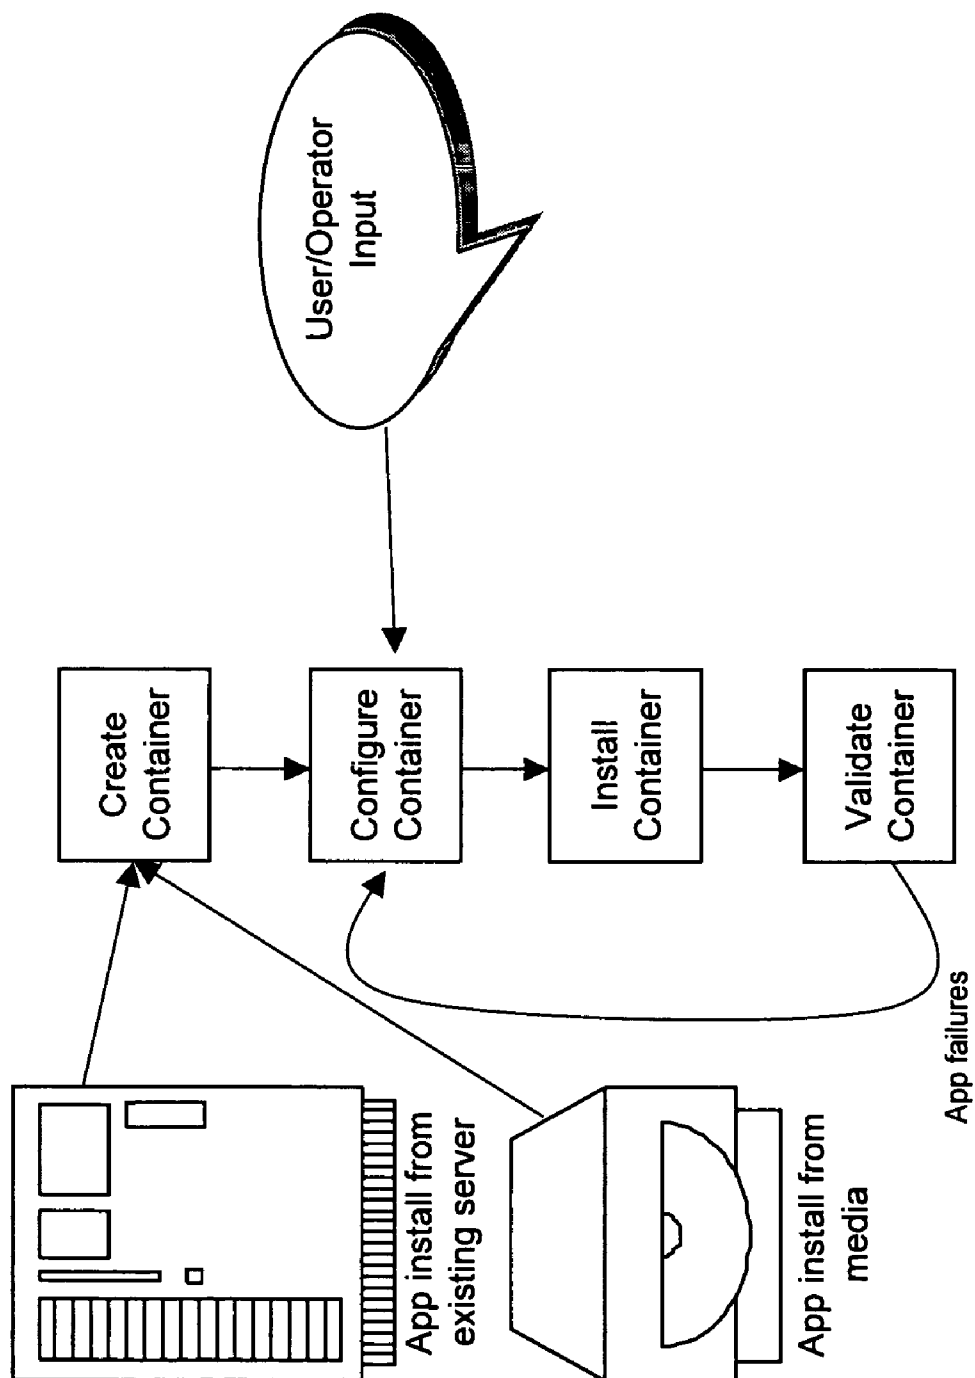 User/Operator
Input
Create
Container
Configure
Container
Install
Container
Validate
Container
App failures
App install from
existing server
App install from
media